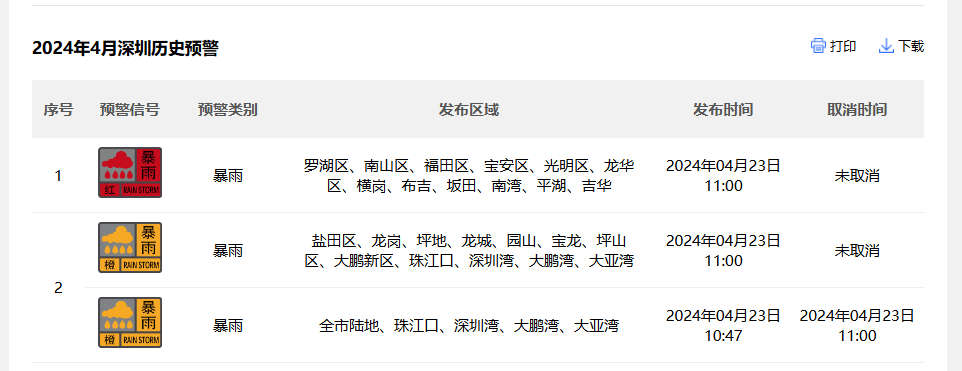 2024年4月深圳历史预警
打印 下载
序号 预警信号 预警类别 发布区域 发布时间 取消时间
1
暴雨
红 RAIN STORM
暴雨
罗湖区、南山区、福田区、宝安区、光明区、龙华
区、横岗、布吉、坂田、南湾、平湖、吉华
2024年04月23日
11:00
未取消
2
暴雨
橙 RAIN STORM
暴雨
盐田区、龙岗、坪地、龙城、园山、宝龙、坪山
区、大鹏新区、珠江口、深圳湾、大鹏湾、大亚湾
2024年04月23日
11:00
未取消
暴雨
橙 RAIN STORM
暴雨
全市陆地、珠江口、深圳湾、大鹏湾、大亚湾
2024年04月23日
10:47
2024年04月23日
11:00